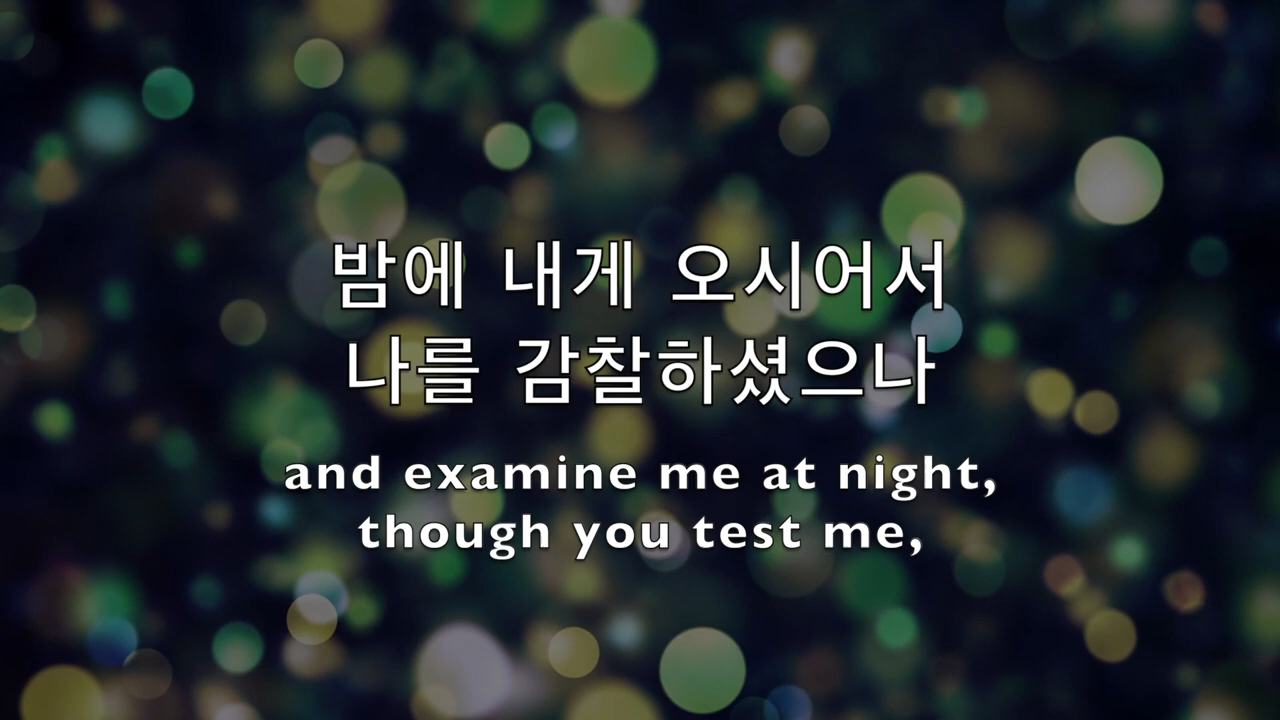 밤에 내게 오시어서
나를 감찰하셨으나
and examine me at night,
though you test me,